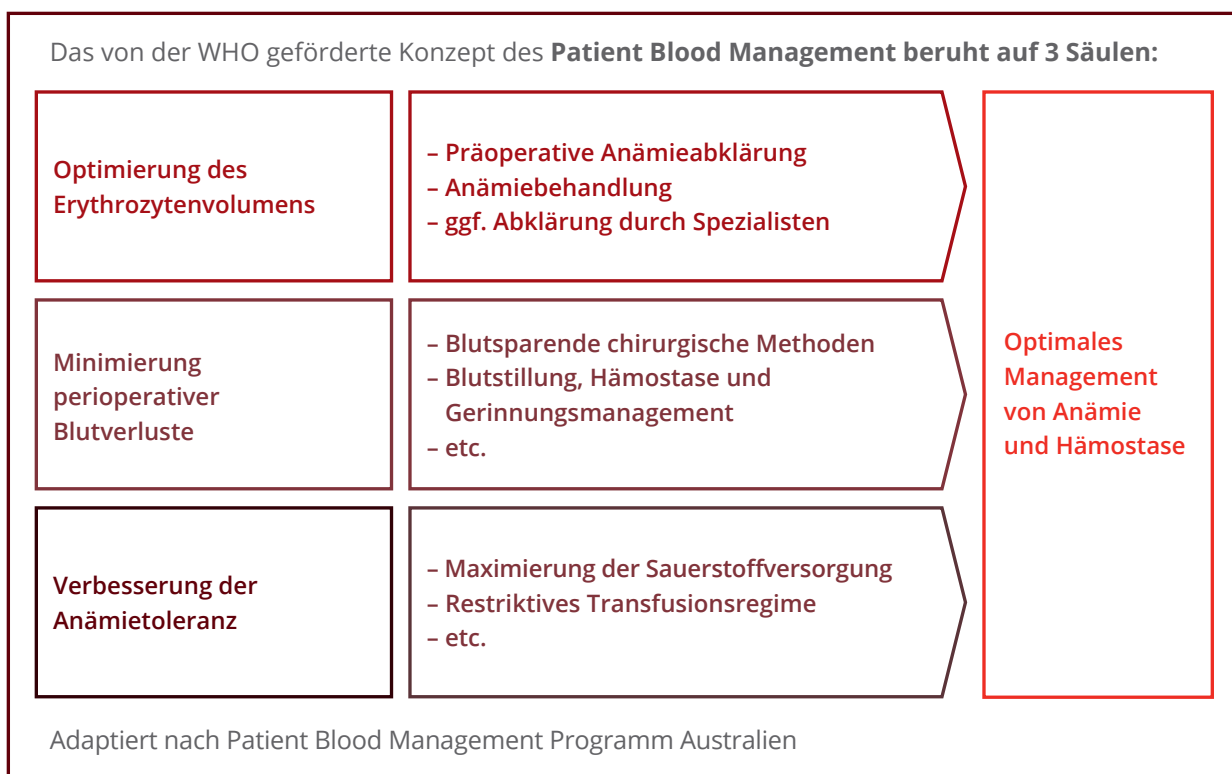 Das von der WHO geförderte Konzept des Patient Blood Management beruht auf 3 Säulen:
Optimierung des
Erythrozytenvolumens
– Präoperative Anämieabklärung
– Anämiebehandlung
– ggf. Abklärung durch Spezialisten
Minimierung
perioperativer
Blutverluste
– Blutsparende chirurgische Methoden
– Blutstillung, Hämostase und
Gerinnungsmanagement
– etc.
Verbesserung der
Anämietoleranz
– Maximierung der Sauerstoffversorgung
– Restriktives Transfusionsregime
– etc.
Optimales
Management
von Anämie
und Hämostase
Adaptiert nach Patient Blood Management Programm Australien